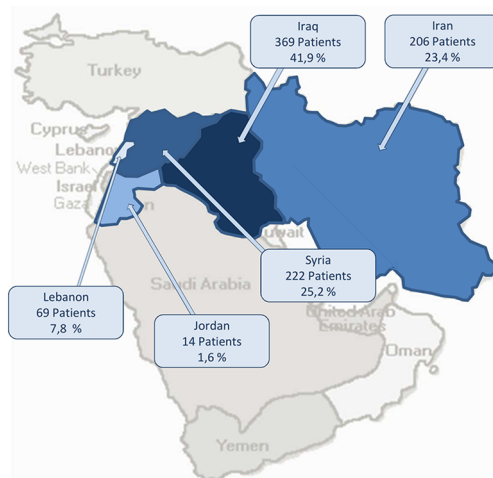 Iraq
369 Patients
41,9 %
Iran
206 Patients
23,4 %
Turkey
Cyprus
Lebanon
West Bank
Israel
Gaza
Syria
222 Patients
25,2 %
Saudi Arabia
Lebanon
69 Patients
7,8 %
Jordan
14 Patients
1,6 %
United Arab
Emirates
Oman
Yemen